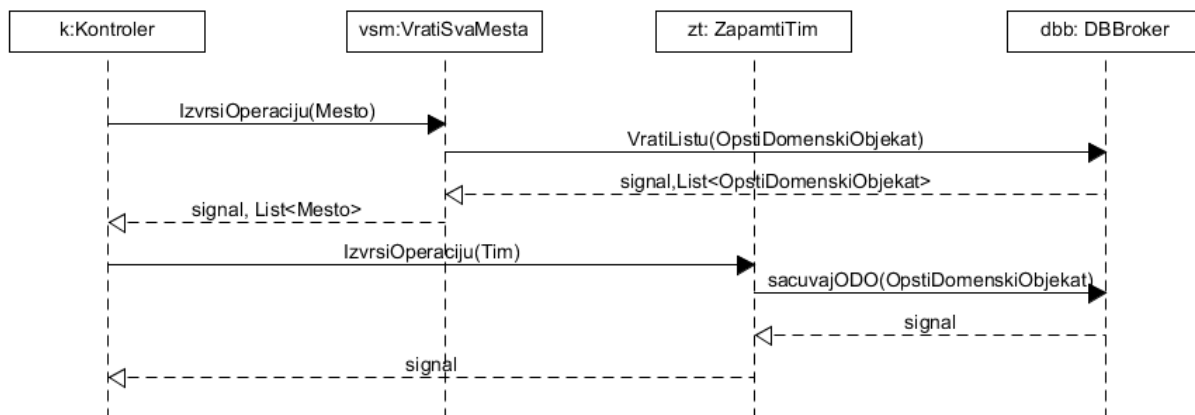 k:Kontroler
vsm:VratiSvaMesta
zt: ZapamtiTim
dbb: DBBroker
IzvrsiOperaciju(Mesto)
VratiListu(OpstiDomenskiObjekat)
signal,List<OpstiDomenskiObjekat>
signal, List<Mesto>
IzvrsiOperaciju(Tim)
sacuvajODO(OpstiDomenskiObjekat)
signal
signal